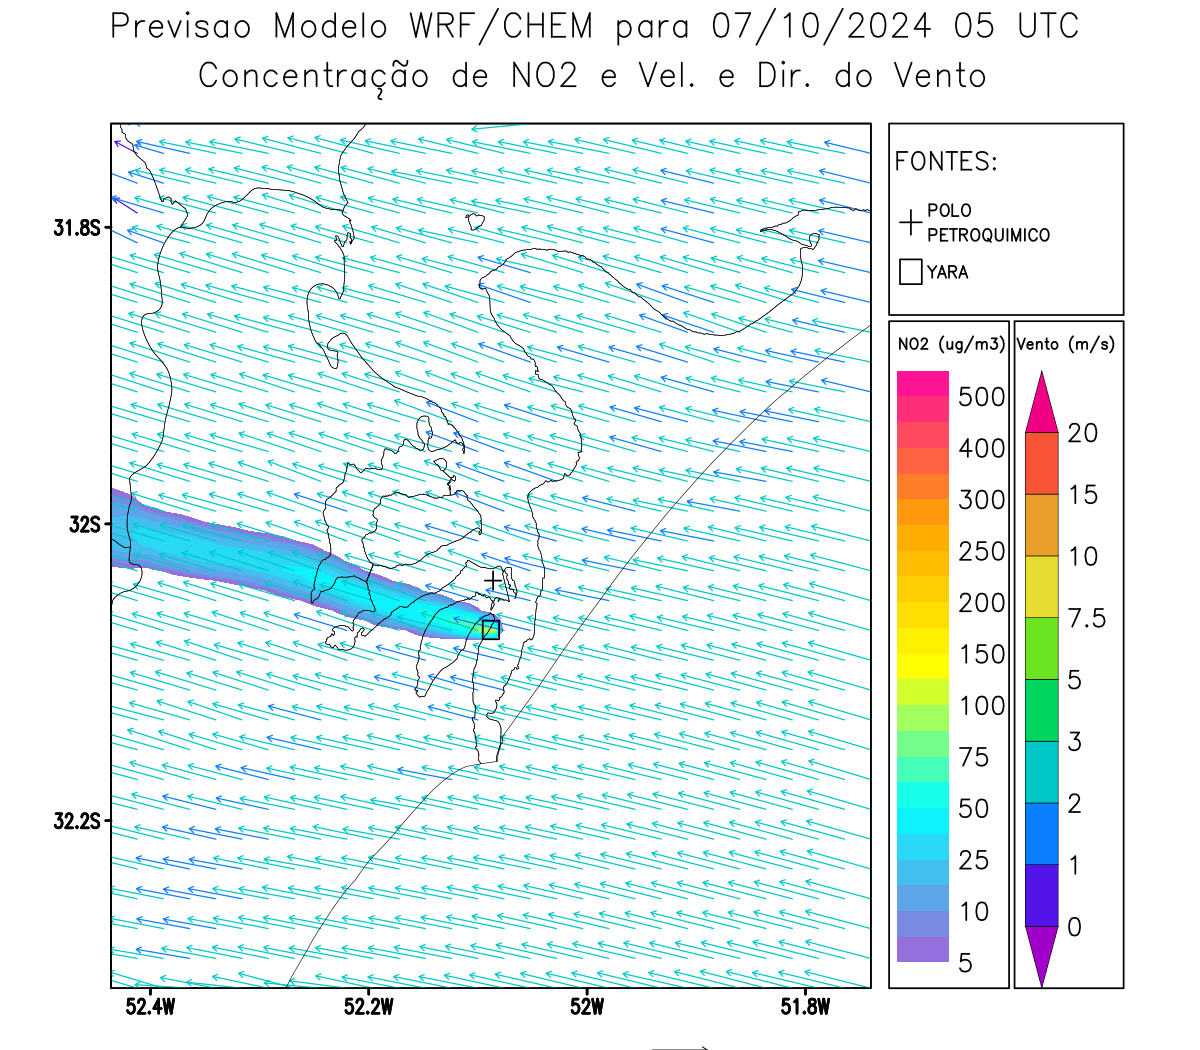 Previsao Modelo WRF/CHEM para 07/10/2024 05 UTC
Concentração de NO2 e Vel. e Dir. do Vento
FONTES:
POLO
PETROQUIMICO
YARA
NO2 (ug/m3)
500
400
300
250
200
150
100
75
50
25
10
5
Vento (m/s)
20
15
10
7.5
5
3
2
1
0
31.8S
32S
32.2S
52.4W
52.2W
52W
51.8W